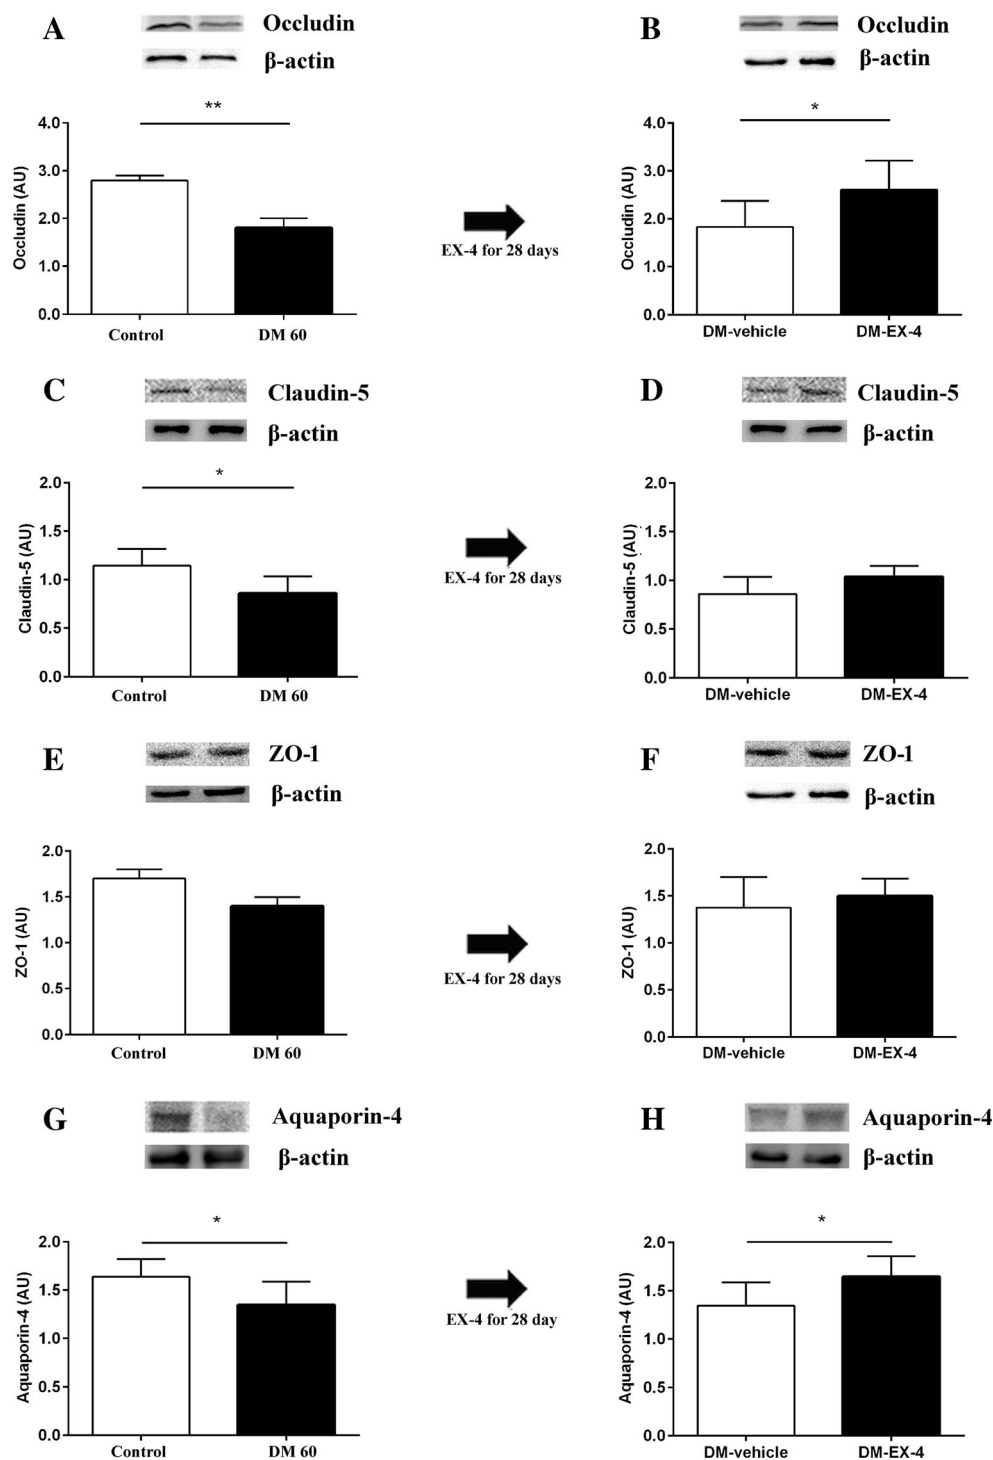 A
Occludin
β-actin
**
4.0
3.0
2.0
1.0
0.0
Occludin (AU)
Control
DM 60
EX-4 for 28 days
B
Occludin
β-actin
*
4.0
3.0
2.0
1.0
0.0
Occludin (AU)
DM-vehicle
DM-EX-4
C
Claudin-5
β-actin
*
2.0
1.5
1.0
0.5
0.0
Claudin-5 (AU)
Control
DM 60
EX-4 for 28 days
D
Claudin-5
β-actin
2.0
1.5
1.0
0.5
0.0
Claudin-5 (AU)
DM-vehicle
DM-EX-4
E
ZO-1
β-actin
2.0
1.5
1.0
0.5
0.0
ZO-1 (AU)
Control
DM 60
EX-4 for 28 days
F
ZO-1
β-actin
2.0
1.5
1.0
0.5
0.0
ZO-1 (AU)
DM-vehicle
DM-EX-4
G
Aquaporin-4
β-actin
*
2.0
1.5
1.0
0.5
0.0
Aquaporin-4 (AU)
Control
DM 60
EX-4 for 28 day
H
Aquaporin-4
β-actin
*
2.0
1.5
1.0
0.5
0.0
Aquaporin-4 (AU)
DM-vehicle
DM-EX-4